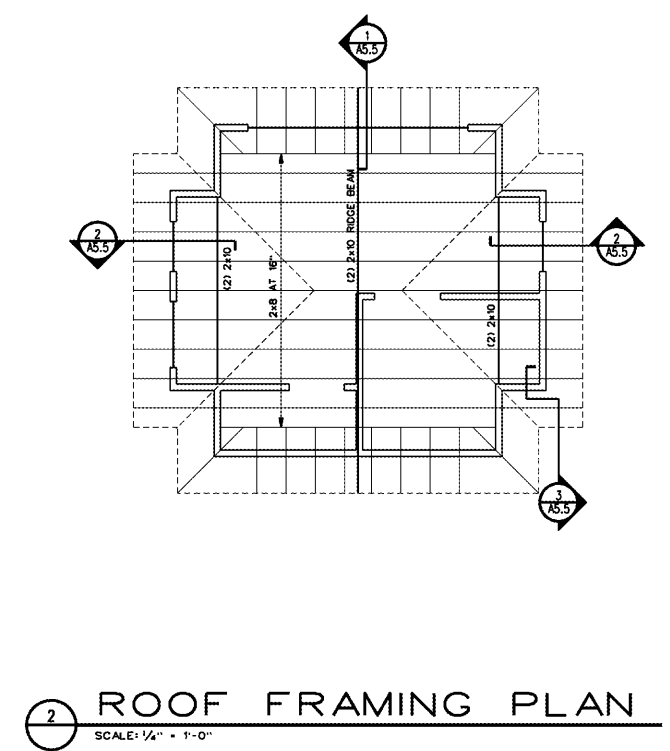 1
A5.5
(2) 2x10 RIDGE BEAM
2
A5.5
(2) 2x10
2x8 AT 16"
2
A5.5
(2) 2x10
3
A5.5
2
ROOF FRAMING PLAN
SCALE: 1/4" = 1'-0"